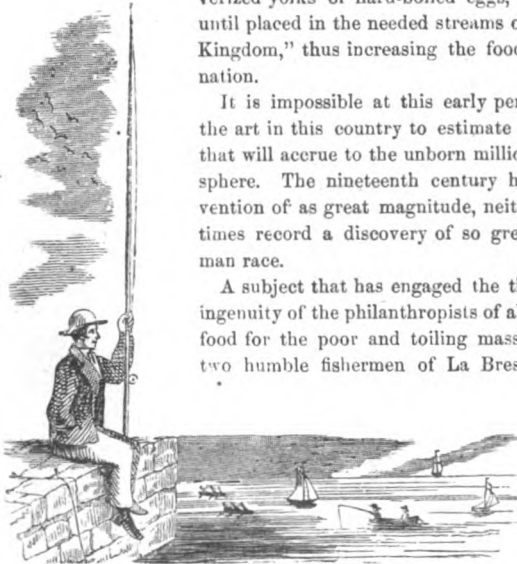 verized yolks of hard-boiled eggs,
until placed in the needed streams o
Kingdom,” thus increasing the food
nation.
It is impossible at this early per
the art in this country to estimate
that will accrue to the unborn millio
sphere. The nineteenth century h
vention of as great magnitude, neit
times record a discovery of so gre
man race.
A subject that has engaged the t
ingenuity of the philanthropists of al
food for the poor and toiling mass
two humble fishermen of La Bres